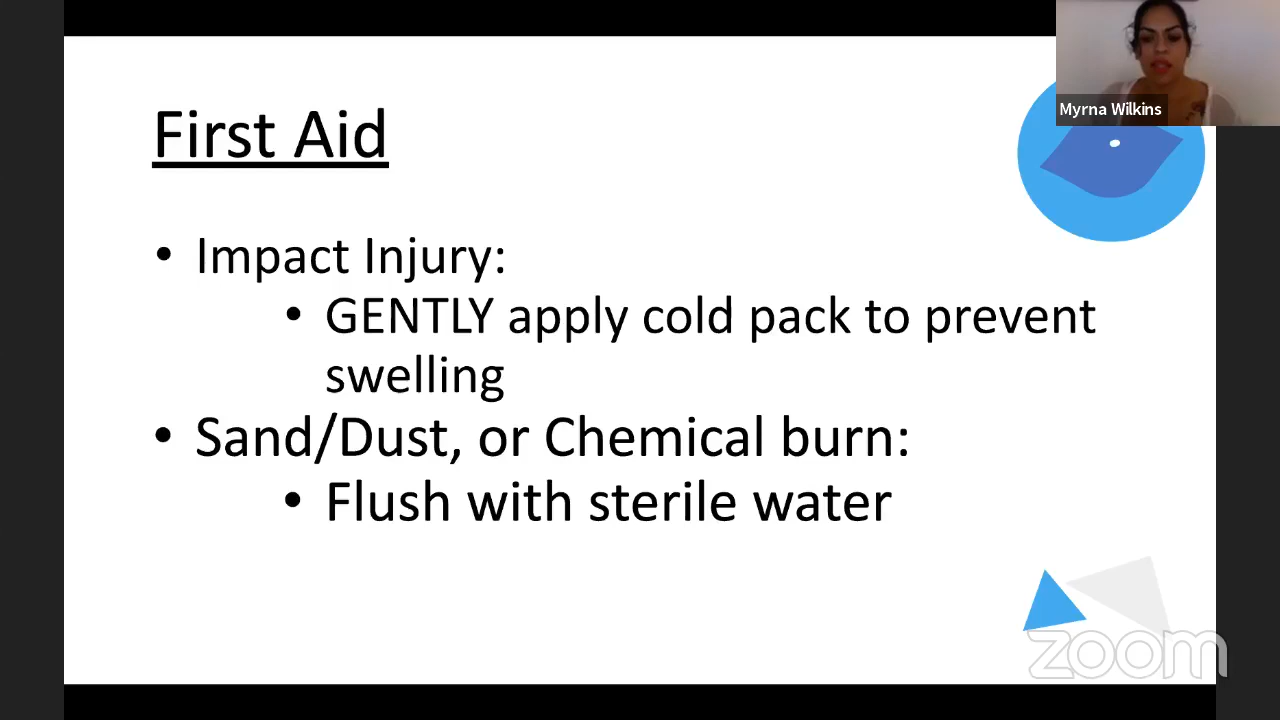 Myrna Wilkins
First Aid
• Impact Injury:
• GENTLY apply cold pack to prevent
swelling
• Sand/Dust, or Chemical burn:
• Flush with sterile water
zoom